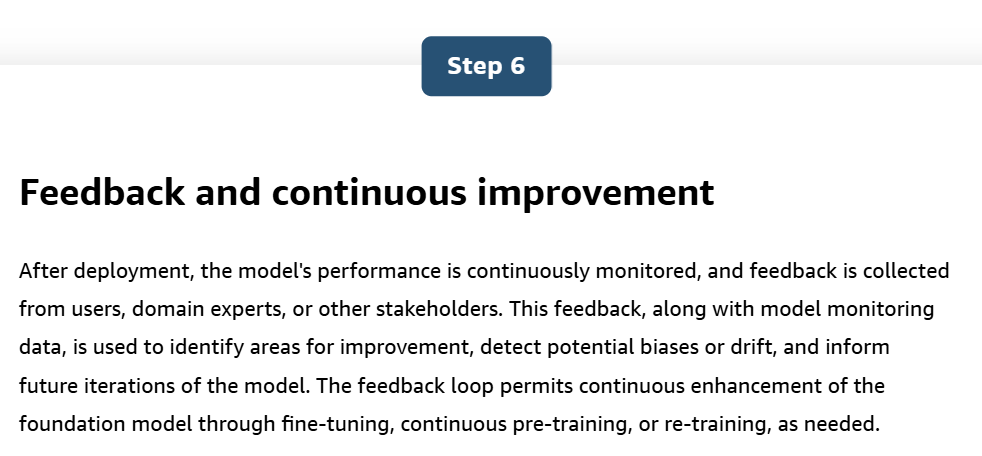 Step 6
Feedback and continuous improvement
After deployment, the model's performance is continuously monitored, and feedback is collected
from users, domain experts, or other stakeholders. This feedback, along with model monitoring
data, is used to identify areas for improvement, detect potential biases or drift, and inform
future iterations of the model. The feedback loop permits continuous enhancement of the
foundation model through fine-tuning, continuous pre-training, or re-training, as needed.